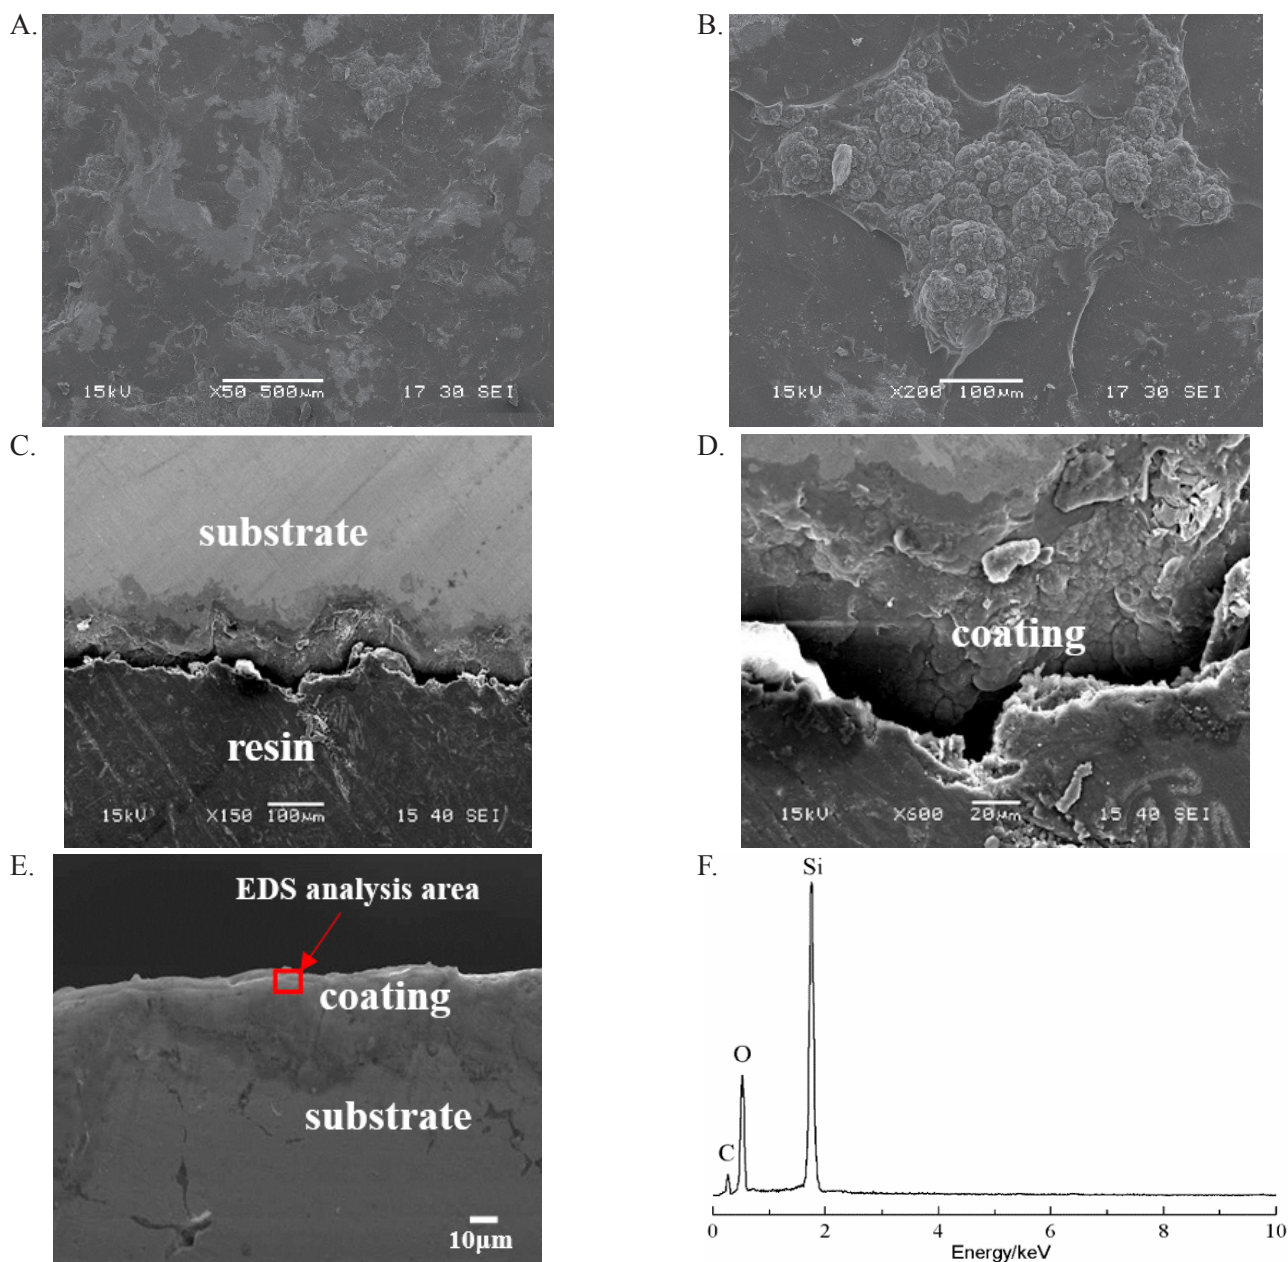 A.
B.
15kV X50 500µm 17 30 SEI
15kV X200 100µm 17 30 SEI
C.
D.
substrate
coating
resin
15kV X150 100µm 15 40 SEI
15kV X600 20µm 15 40 SEI
E.
F.
EDS analysis area
coating
substrate
10µm
Si
O
C
0 2 4 6 8 10
Energy/keV